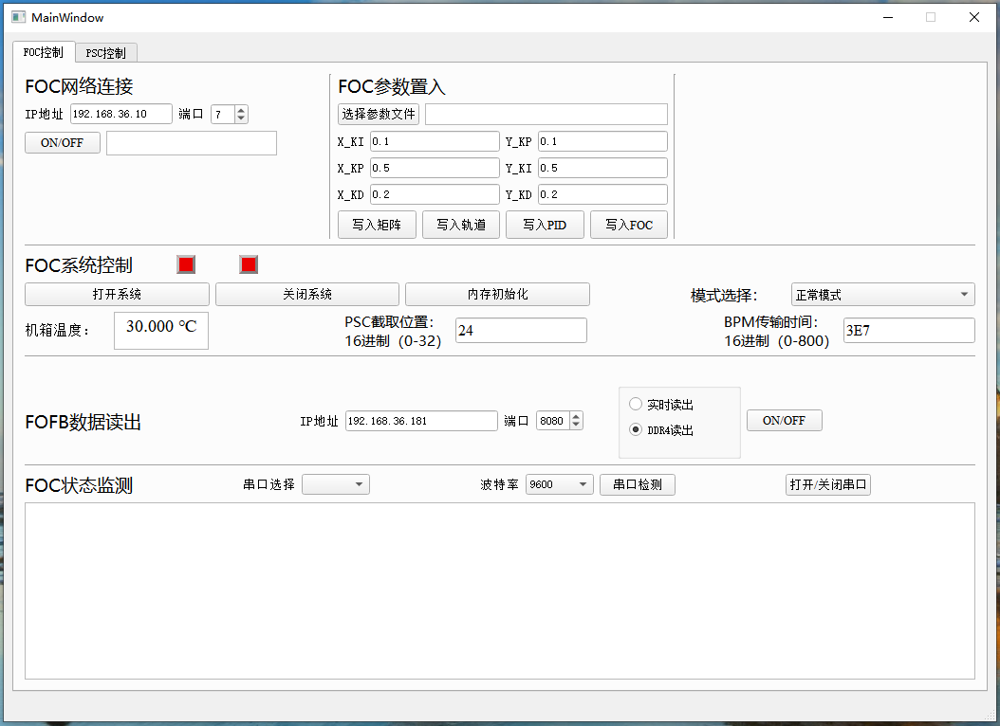 MainWindow
FOC控制 PSC控制
FOC网络连接
IP地址 192.168.36.10 端口 7
ON/OFF
FOC参数置入
选择参数文件
X_KI 0.1 Y_KP 0.1
X_KP 0.5 Y_KI 0.5
X_KD 0.2 Y_KD 0.2
写入矩阵 写入轨道 写入PID 写入FOC
FOC系统控制
打开系统 关闭系统 内存初始化 模式选择： 正常模式
机箱温度： 30.000 ℃
PSC截取位置：
16进制（0-32） 24
BPM传输时间：
16进制（0-800） 3E7
FOFB数据读出 IP地址 192.168.36.181 端口 8080
实时读出
DDR4读出
ON/OFF
FOC状态监测 串口选择 波特率 9600 串口检测 打开/关闭串口